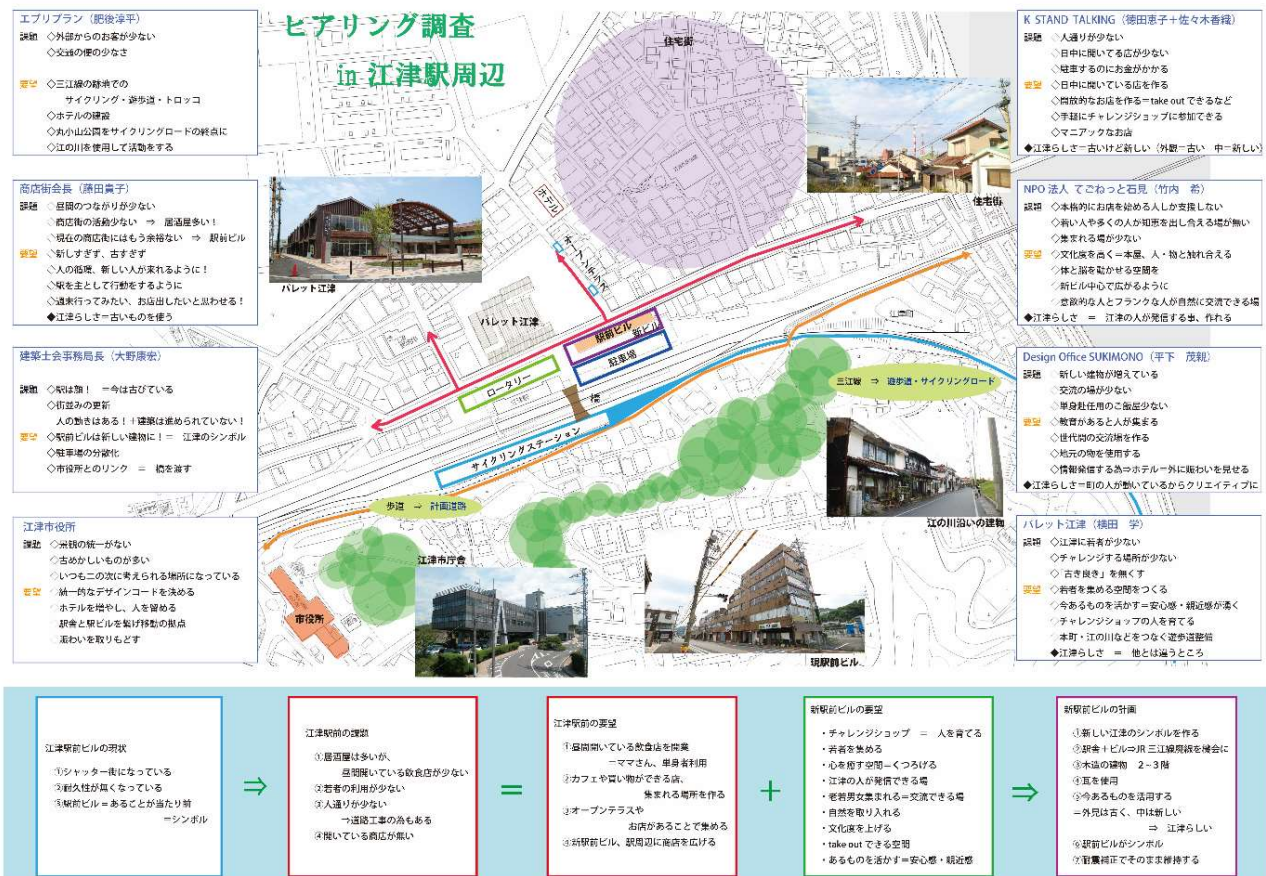 ヒアリング調査
in 江津駅周辺
エブリプラン（肥後淳平）
課題 ◇外部からのお客が少ない
◇交通の便の少なさ
要望 ◇三江線の跡地での
サイクリング・遊歩道・トロッコ
◇ホテルの建設
◇丸小山公園をサイクリングロードの終点に
◇江の川を使用して活動をする
商店街会長（藤田貴子）
課題 ◇昼間のつながりが少ない
◇商店街の活動少ない ⇒ 居酒屋多い！
◇現在の商店街にはもう余裕ない ⇒ 駅前ビル
要望 ◇新しすぎず、古すぎず
◇人の循環、新しい人が来れるように！
◇駅を主として行動をするように
◇週末行ってみたい、お店出したいと思わせる！
◆江津らしさ＝古いものを使う
建築士会事務局長（大野康宏）
課題 ◇駅は顔！ ＝今は古びている
◇街並みの更新
人の動きはある！＋建築は進められていない！
要望 ◇駅前ビルは新しい建物に！＝ 江津のシンボル
◇駐車場の分散化
◇市役所とのリンク ＝ 橋を渡す
江津市役所
課題 ◇景観の統一がない
◇古めかしいものが多い
◇いつも二の次に考えられる場所になっている
要望 ◇統一的なデザインコードを決める
◇ホテルを増やし、人を留める
◇駅舎と駅ビルを繋げ移動の拠点
◇賑わいを取りもどす
住宅街
ホテル
オープンテラス
パレット江津
パレット江津
駅前ビル
新ビル
駐車場
ロータリー
橋
サイクリングステーション
歩道 ⇒ 計画道路
三江線 ⇒ 遊歩道・サイクリングロード
住宅街
江の川沿いの建物
江津市庁舎
市役所
現駅前ビル
K STAND TALKING（徳田恵子＋佐々木香織）
課題 ◇人通りが少ない
◇日中に開いてる店が少ない
◇駐車するのにお金がかかる
要望 ◇日中に開いている店を作る
◇開放的なお店を作る＝take out できるなど
◇手軽にチャレンジショップに参加できる
◇マニアックなお店
◆江津らしさ＝古いけど新しい（外観＝古い 中＝新しい）
NPO 法人 てごねっと石見（竹内 希）
課題 ◇本格的にお店を始める人しか支援しない
◇若い人や多くの人が知恵を出し合える場が無い
◇集まれる場が少ない
要望 ◇文化度を高く＝本屋、人・物と触れ合える
◇体と脳を動かせる空間を
◇新ビル中心で広がるように
◇意欲的な人とフランクな人が自然に交流できる場
◆江津らしさ ＝ 江津の人が発信する事、作れる
Design Office SUKIMONO（平下 茂親）
課題 ◇新しい建物が増えている
◇交流の場が少ない
◇単身赴任用のご飯屋少ない
要望 ◇教育があると人が集まる
◇世代間の交流場を作る
◇地元の物を使用する
◇情報発信する為⇒ホテル＝外に賑わいを見せる
◆江津らしさ＝町の人が動いているからクリエイティブに
パレット江津（横田 学）
課題 ◇江津に若者が少ない
◇チャレンジする場所が少ない
◇「古き良き」を無くす
要望 ◇若者を集める空間をつくる
◇今あるものを活かす＝安心感・親近感が湧く
◇チャレンジショップの人を育てる
◇本町・江の川などをつなぐ遊歩道整備
◆江津らしさ ＝ 他とは違うところ
江津駅前ビルの現状
①シャッター街になっている
②耐久性が無くなっている
③駅前ビル＝あることが当たり前
＝シンボル
⇒
江津駅前の課題
①居酒屋は多いが、
昼間開いている飲食店が少ない
②若者の利用が少ない
③人通りが少ない
→道路工事の為もある
④開いている商店が無い
＝
江津駅前の要望
①昼間開いている飲食店を開業
＝ママさん、単身者利用
②カフェや買い物ができる店、
集まれる場所を作る
③オープンテラスや
お店があることで集める
④新駅前ビル、駅周辺に商店を広げる
＋
新駅前ビルの要望
・チャレンジショップ ＝ 人を育てる
・若者を集める
・心を癒す空間＝くつろげる
・江津の人が発信できる場
・老若男女集まれる＝交流できる場
・自然を取り入れる
・文化度を上げる
・take out できる空間
・あるものを活かす＝安心感・親近感
⇒
新駅前ビルの計画
①新しい江津のシンボルを作る
②駅舎＋ビル⇒JR 三江線廃線を機会に
③木造の建物 2～3階
④瓦を使用
⑤今あるものを活用する
＝外見は古く、中は新しい
⇒ 江津らしい
⑥駅前ビルがシンボル
⑦耐震補正でそのまま維持する